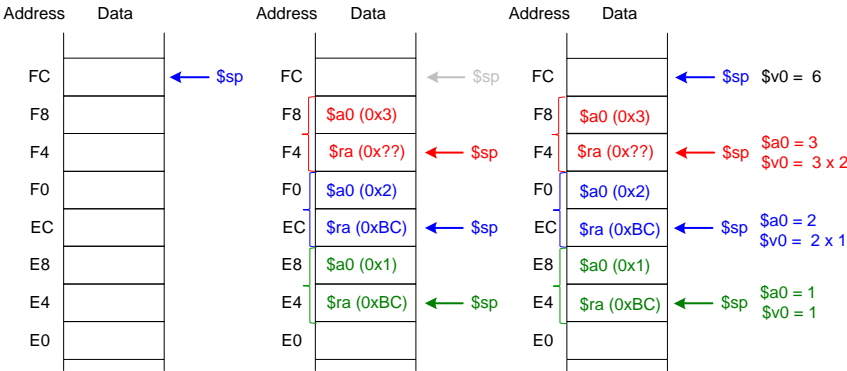 Address Data Address Data Address Data
FC $sp FC $sp FC $sp $v0 = 6
F8 F8 $a0 (0x3) F8 $a0 (0x3)
F4 F4 $ra (0x??) $sp F4 $ra (0x??) $sp $a0 = 3
$v0 = 3 x 2
F0 F0 $a0 (0x2) F0 $a0 (0x2)
EC EC $ra (0xBC) $sp EC $ra (0xBC) $sp $a0 = 2
$v0 = 2 x 1
E8 E8 $a0 (0x1) E8 $a0 (0x1)
E4 E4 $ra (0xBC) $sp E4 $ra (0xBC) $sp $a0 = 1
$v0 = 1
E0 E0 E0